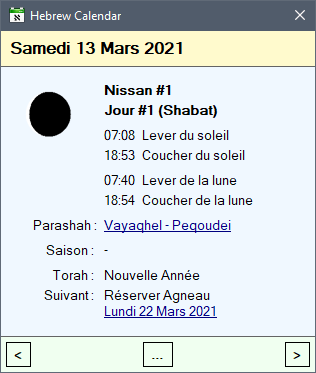 Hebrew Calendar
Samedi 13 Mars 2021
Nissan #1
Jour #1 (Shabat)
07:08 Lever du soleil
18:53 Coucher du soleil
07:40 Lever de la lune
18:54 Coucher de la lune
Parashah : Vayaqhel - Peqoudei
Saison : -
Torah : Nouvelle Année
Suivant : Réserver Agneau
Lundi 22 Mars 2021
< ... >